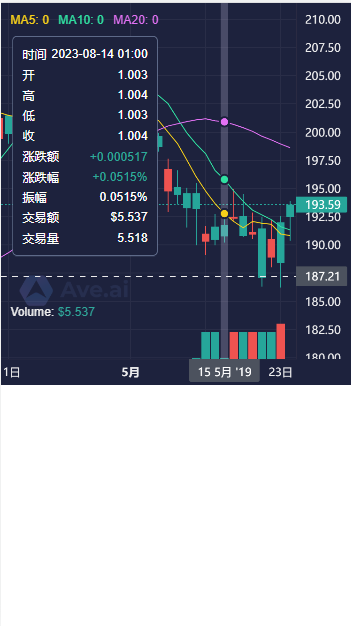 MA5: 0 MA10: 0 MA20: 0
时间 2023-08-14 01:00
开 1.003
高 1.004
低 1.003
收 1.004
涨跌额 +0.000517
涨跌幅 +0.0515%
振幅 0.0515%
交易额 $5.537
交易量 5.518
210.00
207.50
205.00
202.50
200.00
197.50
195.00
193.59
192.50
190.00
187.21
185.00
182.50
180.00
Ave.ai
Volume: $5.537
1日 5月 15 5月 '19 23日